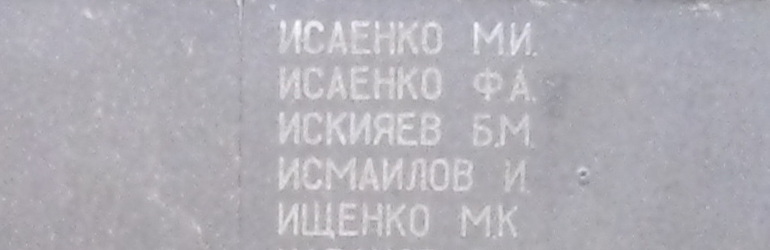 ИСАЕНКО М.И.
ИСАЕНКО Ф.А.
ИСКИЯЕВ Б.М.
ИСМАИЛОВ И.
ИЩЕНКО М.К